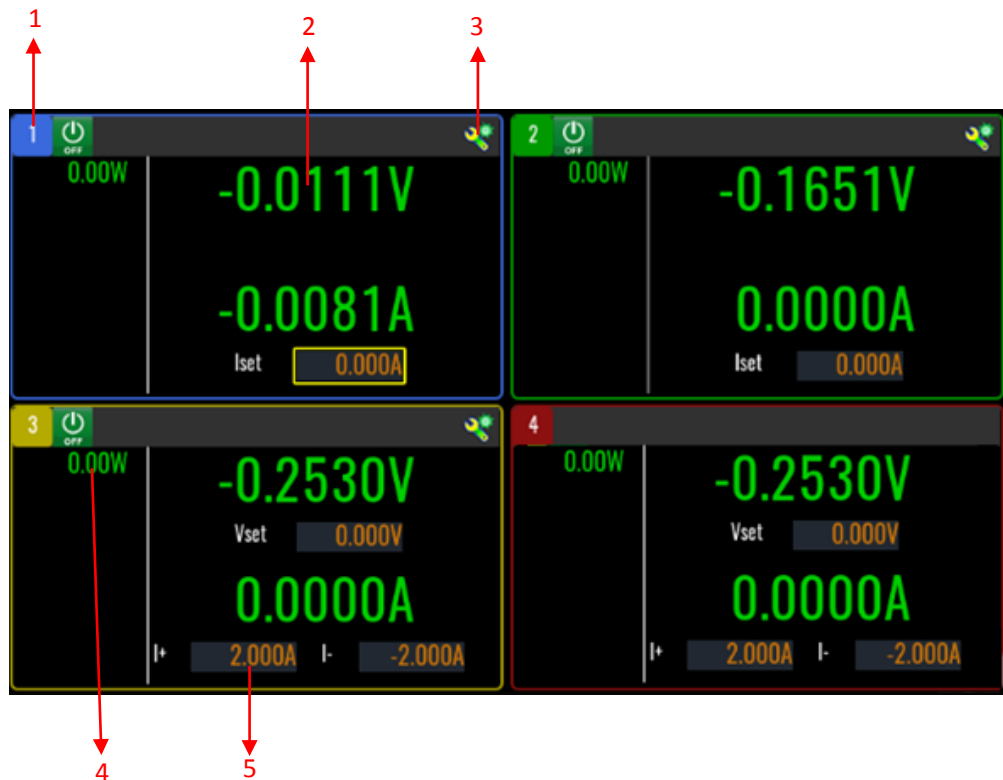 1 2 3
1 OFF
0.00W
-0.0111V
-0.0081A
Iset 0.000A
2 OFF
0.00W
-0.1651V
0.0000A
Iset 0.000A
3 OFF
0.00W
-0.2530V
Vset 0.000V
0.0000A
I+ 2.000A I- -2.000A
4
0.00W
-0.2530V
Vset 0.000V
0.0000A
I+ 2.000A I- -2.000A
4 5